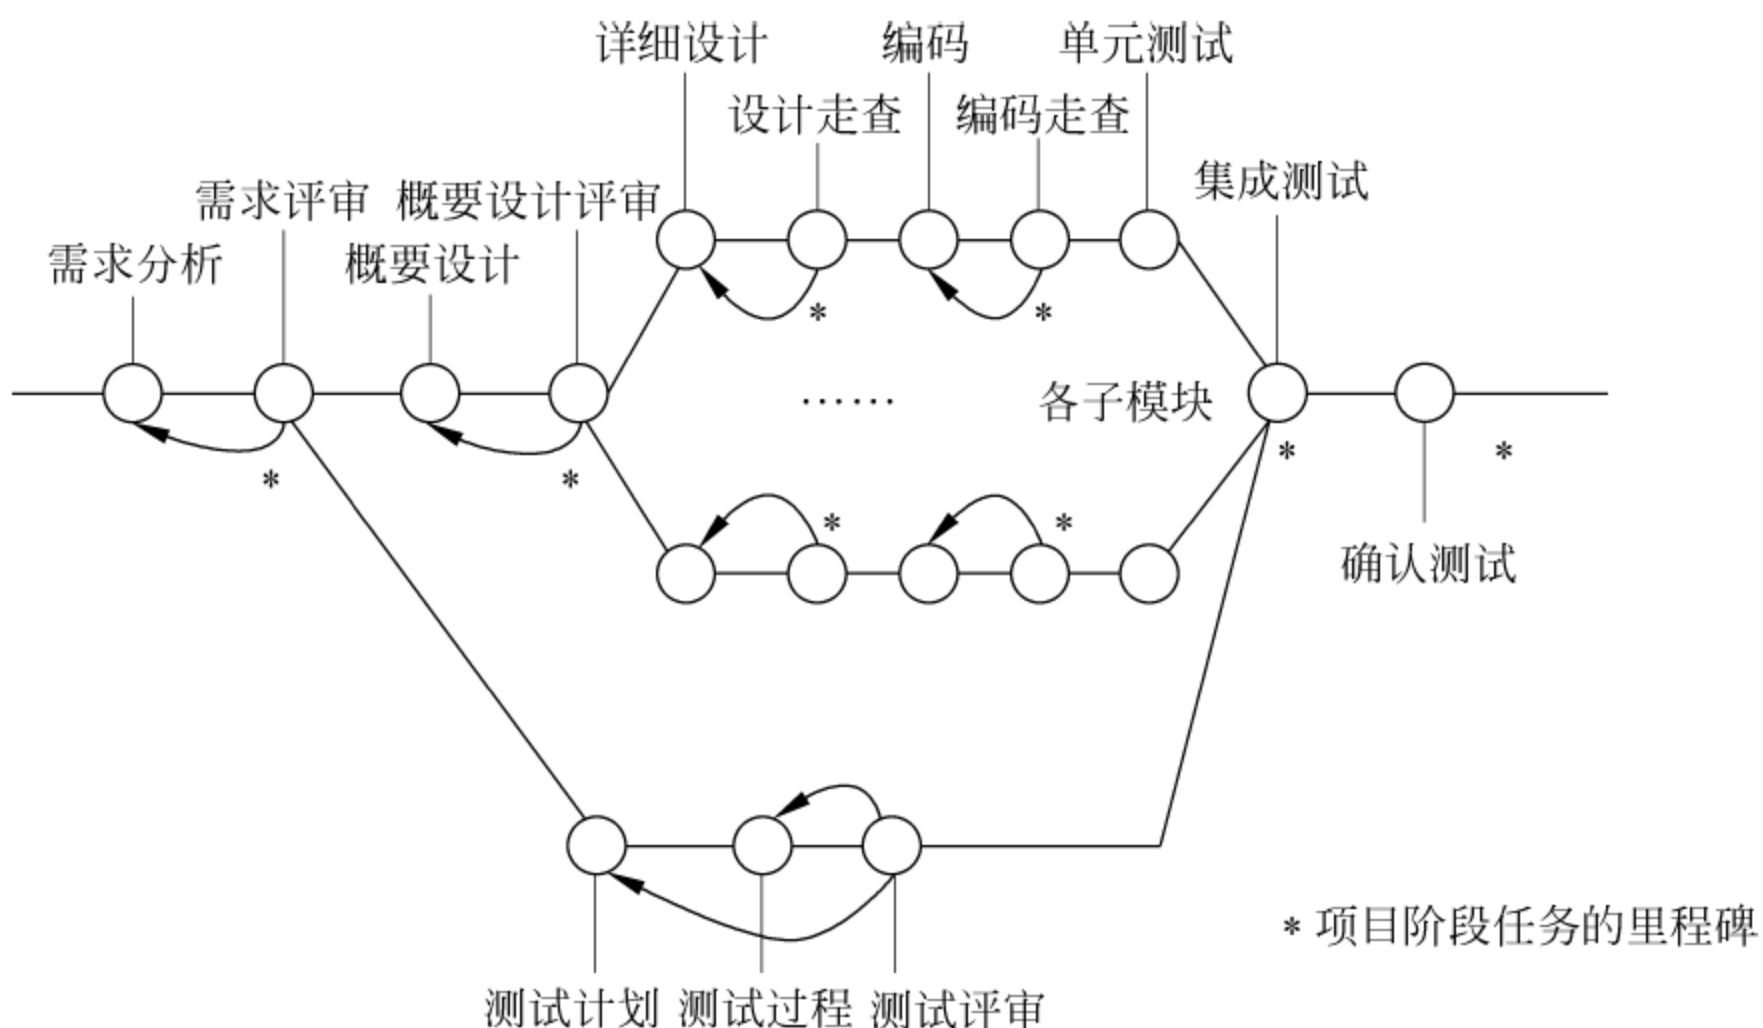 详细设计
编码
单元测试
设计走查
编码走查
集成测试
需求评审
概要设计评审
需求分析
概要设计
*
*
……
各子模块
*
*
*
*
*
*
确认测试
* 项目阶段任务的里程碑
测试计划
测试过程
测试评审